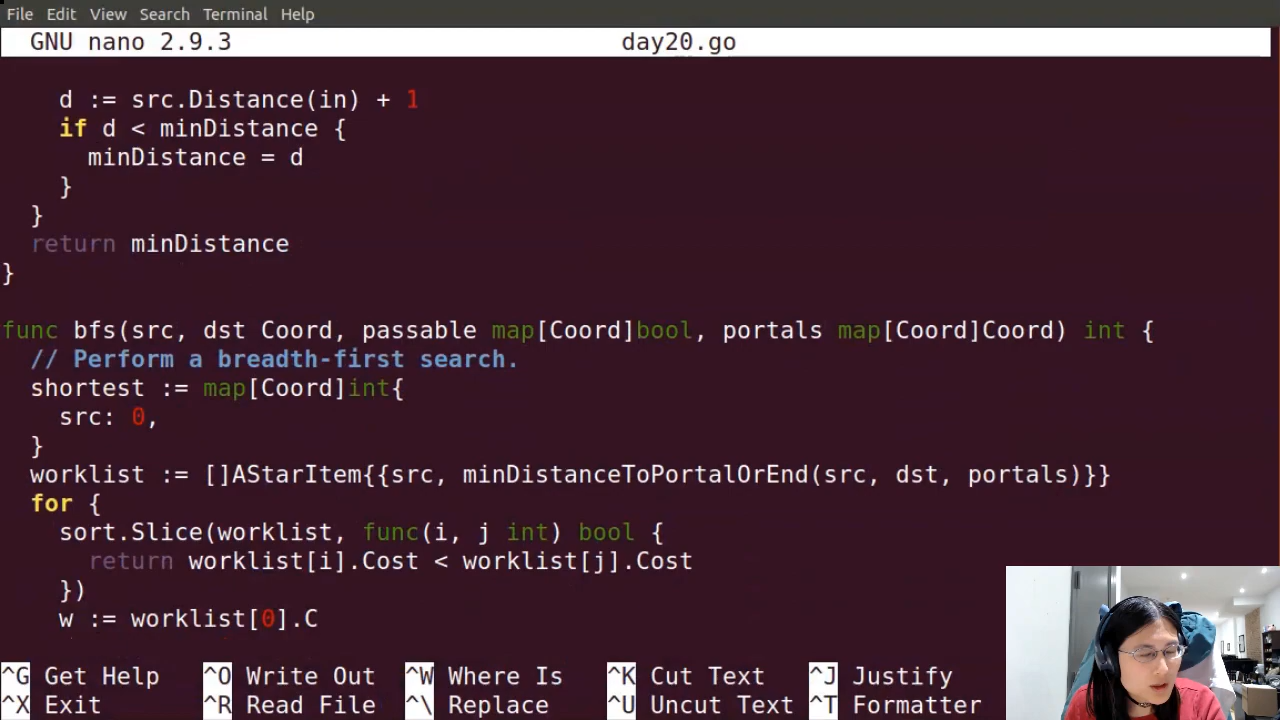 File Edit View Search Terminal Help
GNU nano 2.9.3 day20.go
d := src.Distance(in) + 1
if d < minDistance {
minDistance = d
}
}
return minDistance
}
func bfs(src, dst Coord, passable map[Coord]bool, portals map[Coord]Coord) int {
// Perform a breadth-first search.
shortest := map[Coord]int{
src: 0,
}
worklist := []AStarItem{{src, minDistanceToPortalOrEnd(src, dst, portals)}}
for {
sort.Slice(worklist, func(i, j int) bool {
return worklist[i].Cost < worklist[j].Cost
})
w := worklist[0].C
^G Get Help ^O Write Out ^W Where Is ^K Cut Text ^J Justify
^X Exit ^R Read File ^\ Replace ^U Uncut Text ^T Formatter